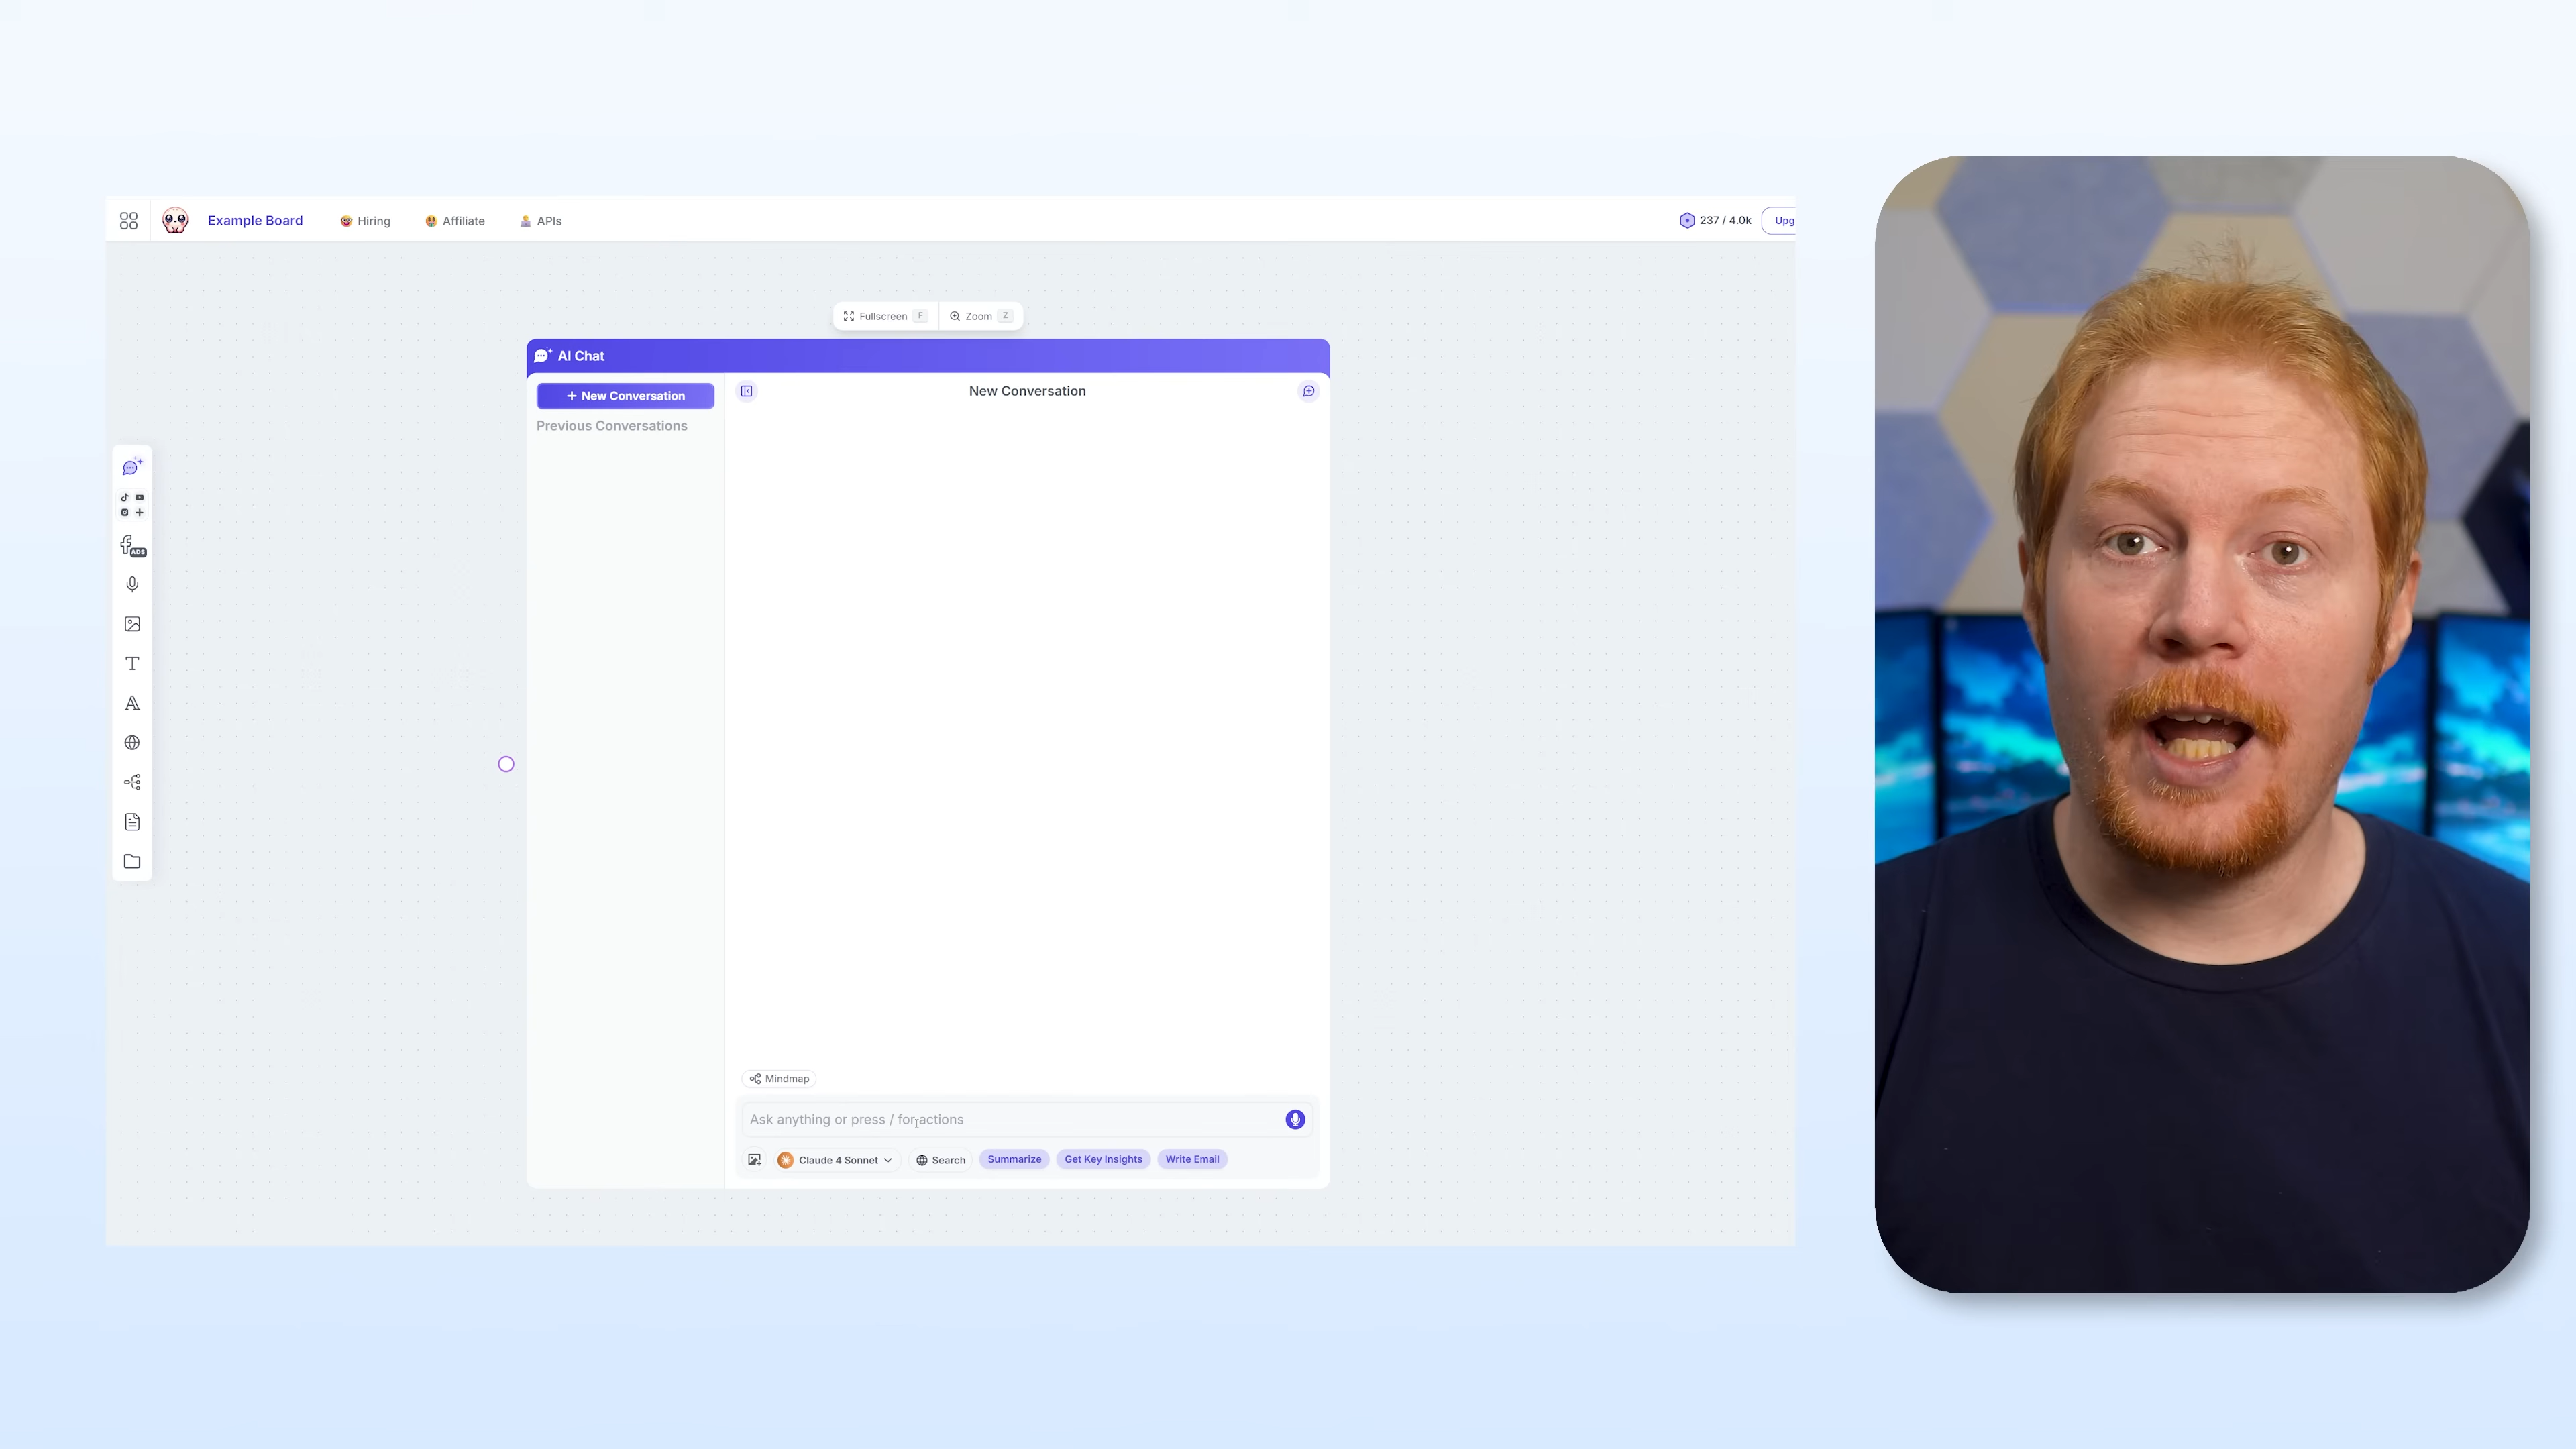 Example Board
Hiring
Affiliate
APIs
237 / 4.0k
Upg
Fullscreen F
Zoom Z
AI Chat
+ New Conversation
New Conversation
Previous Conversations
ADS
Mindmap
Ask anything or press / for actions
Claude 4 Sonnet
Search
Summarize
Get Key Insights
Write Email